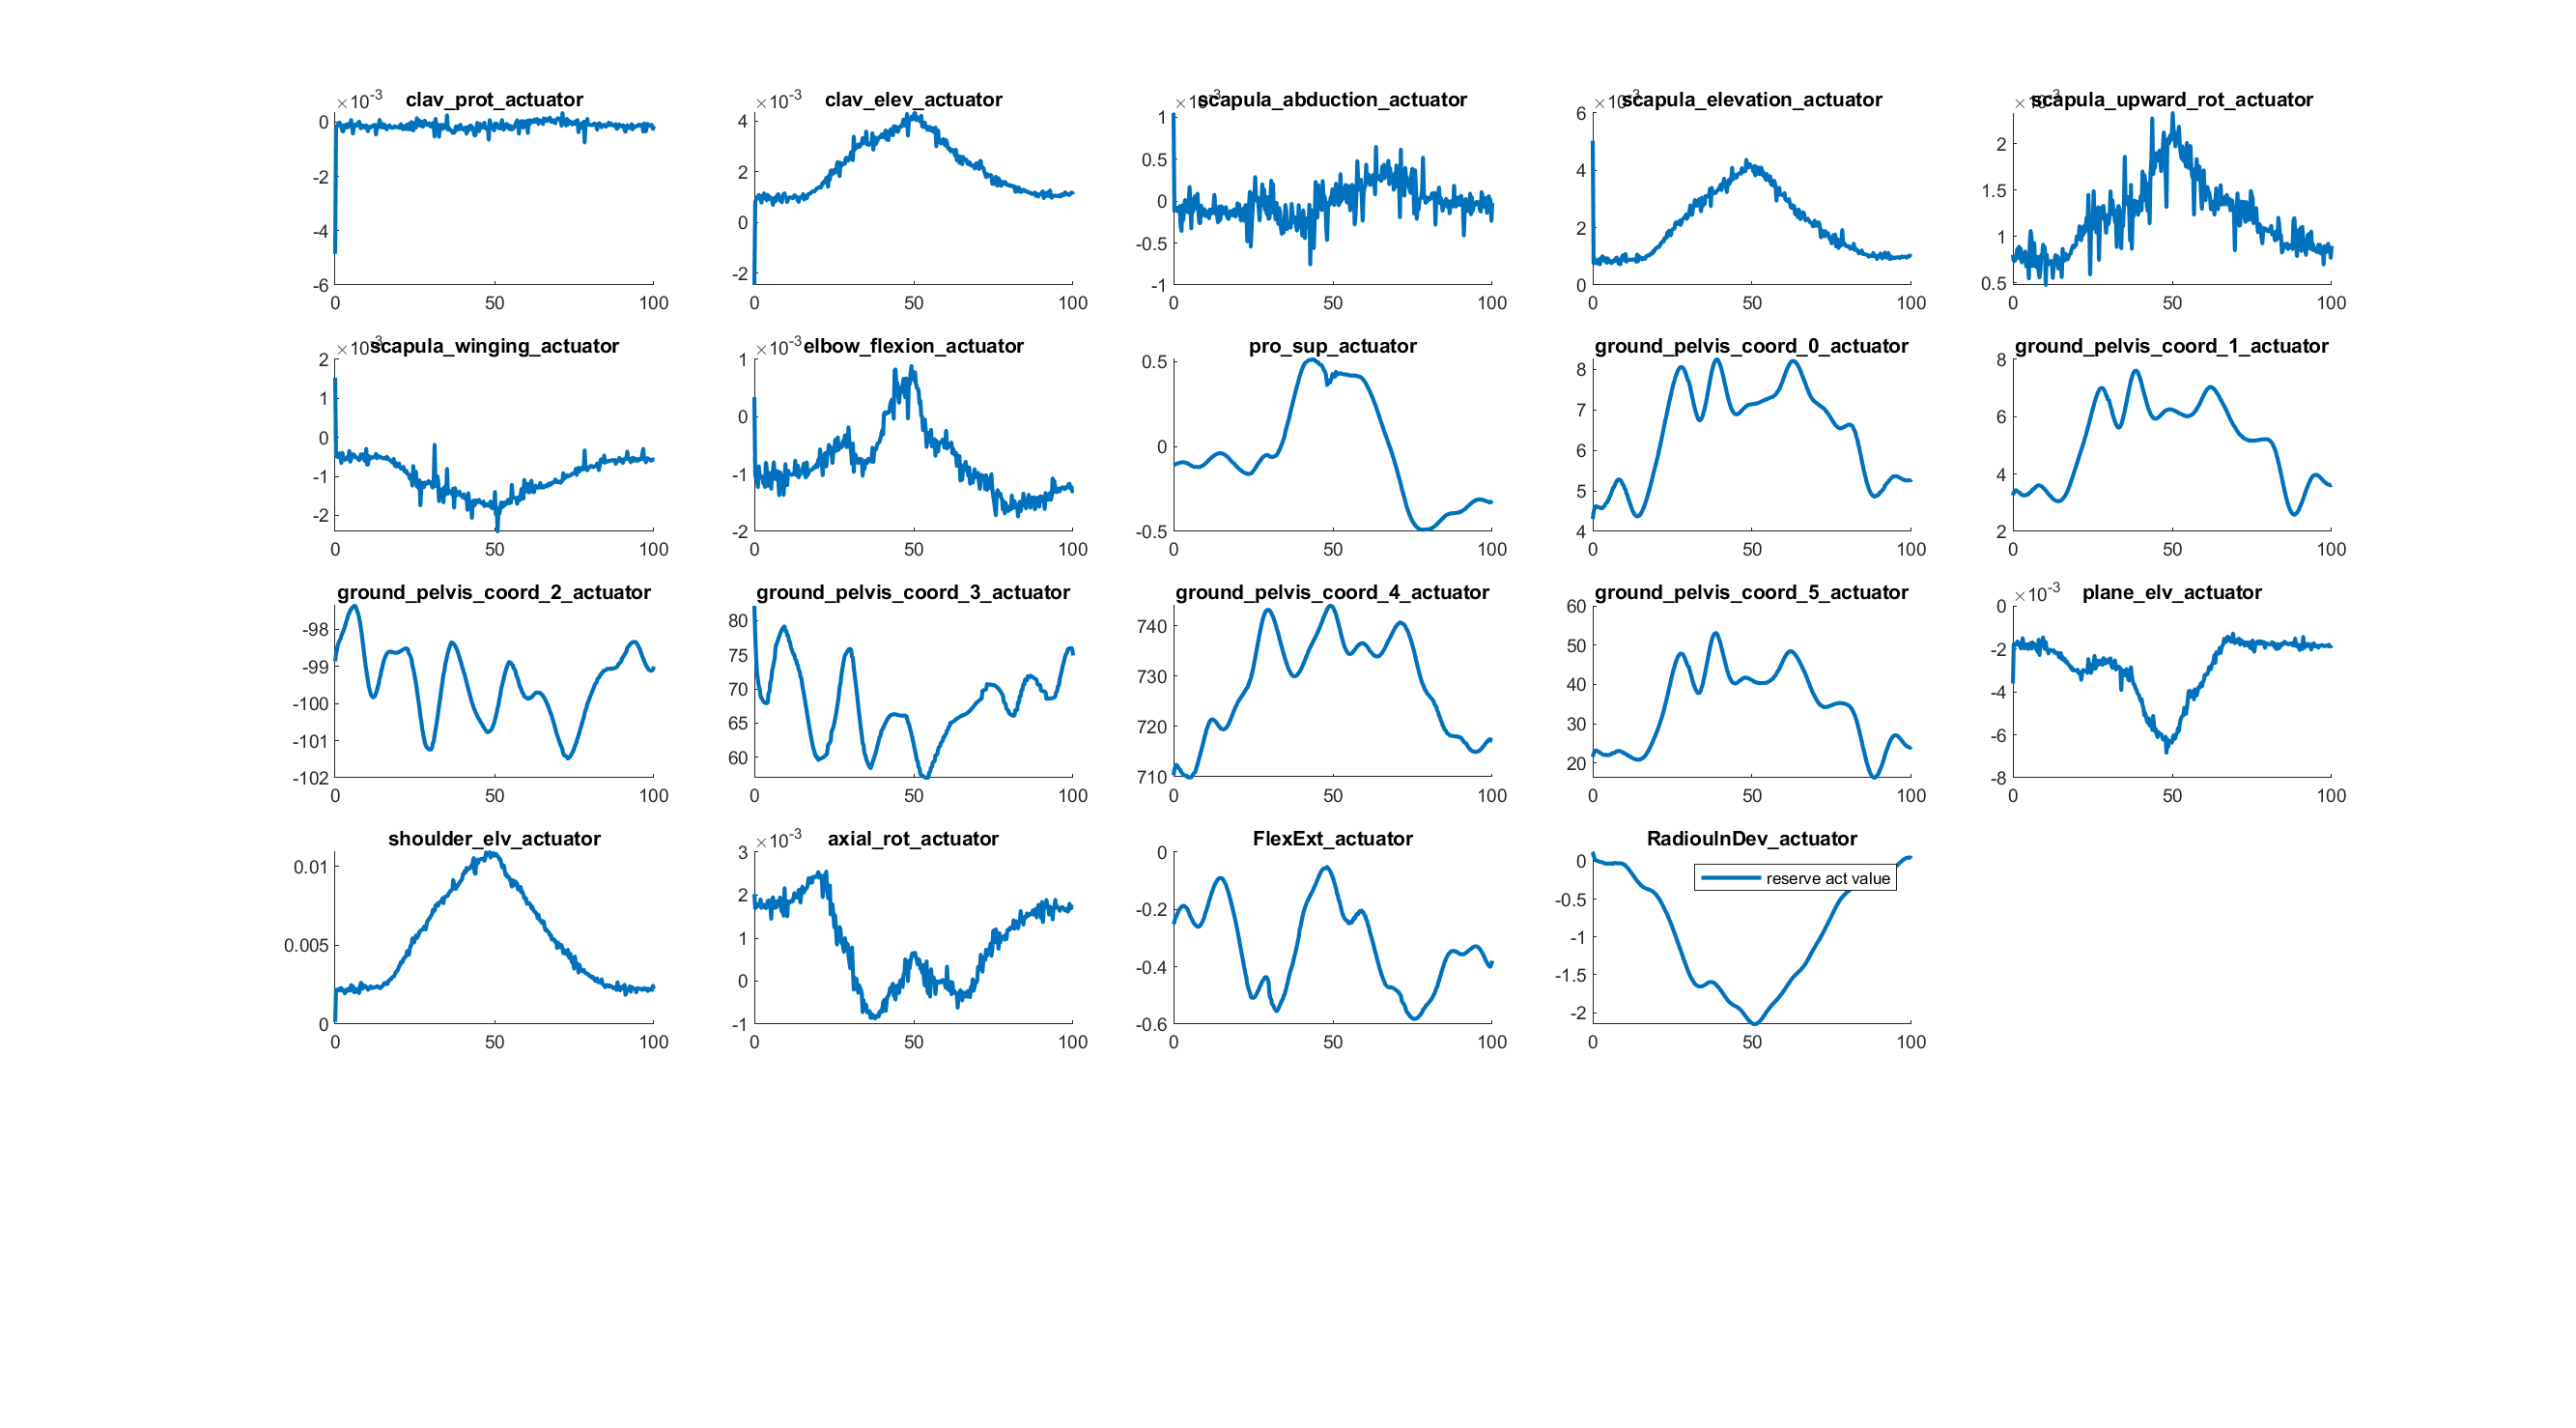 ×10-3 clav_prot_actuator
0
-2
-4
-6
0 50 100
×10-3 clav_elev_actuator
4
2
0
-2
0 50 100
×10-3 scapula_abduction_actuator
1
0.5
0
-0.5
-1
0 50 100
×10-3 scapula_elevation_actuator
6
4
2
0
0 50 100
×10-3 scapula_upward_rot_actuator
2
1.5
1
0.5
0 50 100
×10-3 scapula_winging_actuator
2
1
0
-1
-2
0 50 100
×10-3 elbow_flexion_actuator
1
0
-1
-2
0 50 100
pro_sup_actuator
0.5
0
-0.5
0 50 100
ground_pelvis_coord_0_actuator
8
7
6
5
4
0 50 100
ground_pelvis_coord_1_actuator
8
6
4
2
0 50 100
ground_pelvis_coord_2_actuator
-98
-99
-100
-101
-102
0 50 100
ground_pelvis_coord_3_actuator
80
75
70
65
60
0 50 100
ground_pelvis_coord_4_actuator
740
730
720
710
0 50 100
ground_pelvis_coord_5_actuator
60
50
40
30
20
0 50 100
×10-3 plane_elv_actuator
0
-2
-4
-6
-8
0 50 100
shoulder_elv_actuator
0.01
0.005
0
0 50 100
×10-3 axial_rot_actuator
3
2
1
0
-1
0 50 100
FlexExt_actuator
0
-0.2
-0.4
-0.6
0 50 100
RadioulnDev_actuator
0
-0.5
-1
-1.5
-2
reserve act value
0 50 100